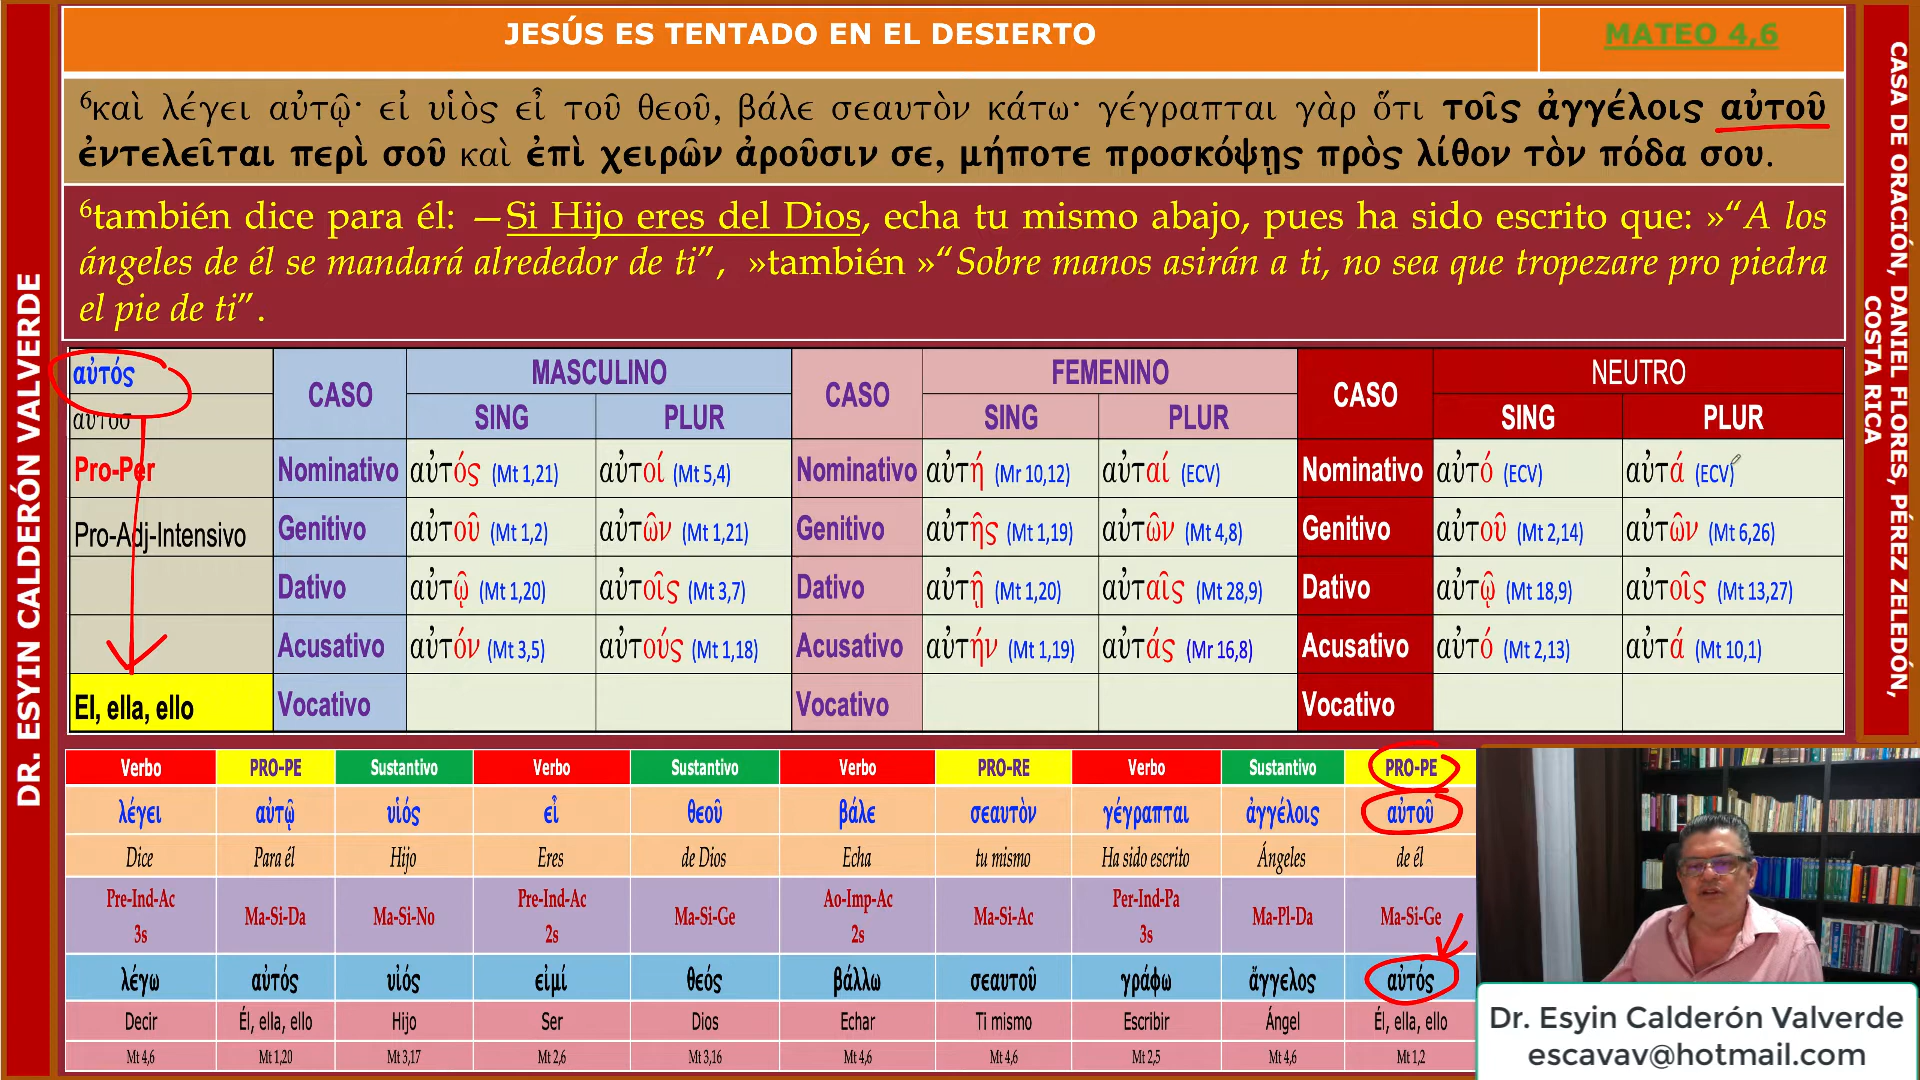 JESÚS ES TENTADO EN EL DESIERTO
MATEO 4,6
DR. ESYIN CALDERÓN VALVERDE
CASA DE ORACIÓN, DANIEL FLORES, PÉREZ ZELEDÓN,
COSTA RICA
⁶καὶ λέγει αὐτῷ· εἰ υἱὸς εἶ τοῦ θεοῦ, βάλε σεαυτὸν κάτω· γέγραπται γὰρ ὅτι τοῖς ἀγγέλοις αὐτοῦ
ἐντελεῖται περὶ σοῦ καὶ ἐπὶ χειρῶν ἀροῦσιν σε, μήποτε προσκόψῃς πρὸς λίθον τὸν πόδα σου.
⁶también dice para él: —Si Hijo eres del Dios, echa tu mismo abajo, pues ha sido escrito que: »“A los
ángeles de él se mandará alrededor de ti”, »también »“Sobre manos asirán a ti, no sea que tropezare pro piedra
el pie de ti”.
αὐτός CASO MASCULINO CASO FEMENINO CASO NEUTRO
αὐτοσ SING PLUR SING PLUR SING PLUR
Pro-Per Nominativo αὐτός (Mt 1,21) αὐτοί (Mt 5,4) Nominativo αὐτή (Mr 10,12) αὐταί (ECV) Nominativo αὐτό (ECV) αὐτά (ECV)
Pro-Adj-Intensivo Genitivo αὐτοῦ (Mt 1,2) αὐτῶν (Mt 1,21) Genitivo αὐτῆς (Mt 1,19) αὐτῶν (Mt 4,8) Genitivo αὐτοῦ (Mt 2,14) αὐτῶν (Mt 6,26)
Dativo αὐτῷ (Mt 1,20) αὐτοῖς (Mt 3,7) Dativo αὐτῇ (Mt 1,20) αὐταῖς (Mt 28,9) Dativo αὐτῷ (Mt 18,9) αὐτοῖς (Mt 13,27)
Acusativo αὐτόν (Mt 3,5) αὐτούς (Mt 1,18) Acusativo αὐτήν (Mt 1,19) αὐτάς (Mr 16,8) Acusativo αὐτό (Mt 2,13) αὐτά (Mt 10,1)
El, ella, ello Vocativo Vocativo Vocativo
Verbo PRO-PE Sustantivo Verbo Sustantivo Verbo PRO-RE Verbo Sustantivo PRO-PE
λέγει αὐτῷ υἱός εἶ θεοῦ βάλε σεαυτὸν γέγραπται ἀγγέλοις αὐτοῦ
Dice Para él Hijo Eres de Dios Echa tu mismo Ha sido escrito Ángeles de él
Pre-Ind-Ac Ma-Si-Da Ma-Si-No Pre-Ind-Ac Ma-Si-Ge Ao-Imp-Ac Ma-Si-Ac Per-Ind-Pa Ma-Pl-Da Ma-Si-Ge
3s 2s 2s 3s
λέγω αὐτός υἱός εἰμί θεός βάλλω σεαυτοῦ γράφω ἄγγελος αὐτός
Decir Él, ella, ello Hijo Ser Dios Echar Ti mismo Escribir Ángel Él, ella, ello
Mt 4,6 Mt 1,20 Mt 3,17 Mt 2,6 Mt 3,16 Mt 4,6 Mt 4,6 Mt 2,5 Mt 4,6 Mt 1,2
Dr. Esyin Calderón Valverde
escavav@hotmail.com